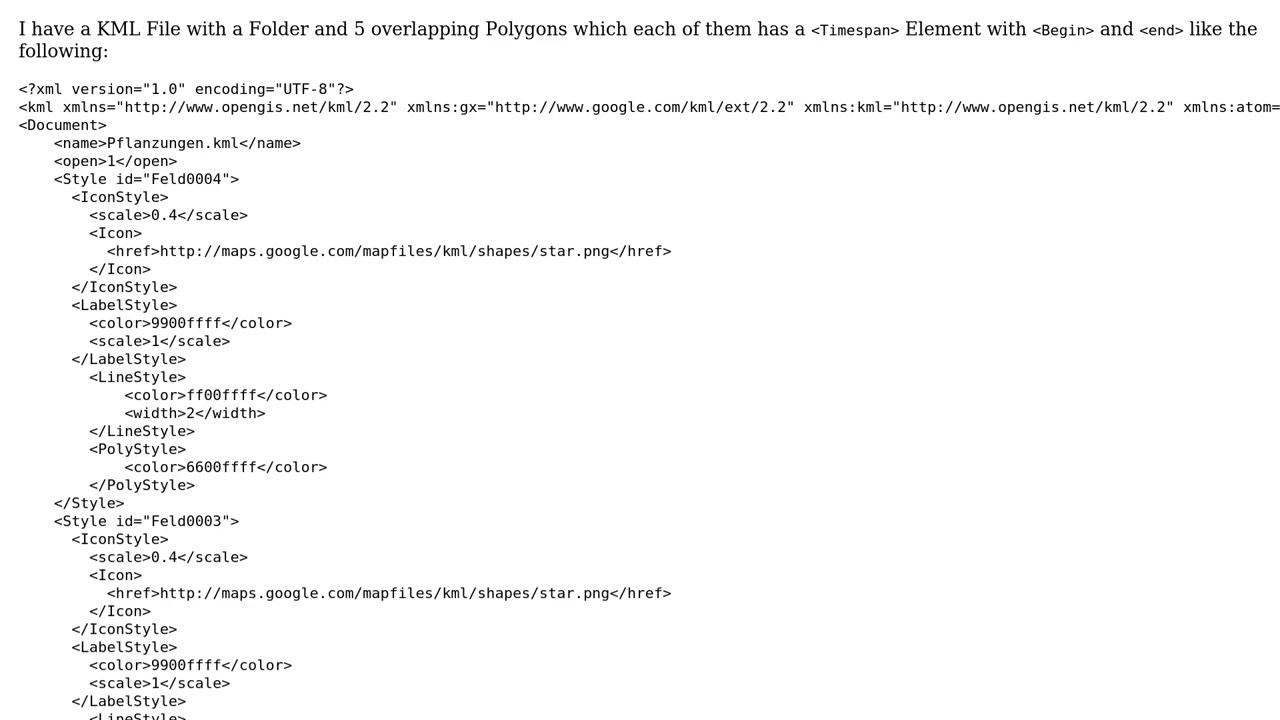 I have a KML File with a Folder and 5 overlapping Polygons which each of them has a <Timespan> Element with <Begin> and <end> like the
following:
<?xml version="1.0" encoding="UTF-8"?>
<kml xmlns="http://www.opengis.net/kml/2.2" xmlns:gx="http://www.google.com/kml/ext/2.2" xmlns:kml="http://www.opengis.net/kml/2.2" xmlns:atom=
<Document>
    <name>Pflanzungen.kml</name>
    <open>1</open>
    <Style id="Feld0004">
      <IconStyle>
        <scale>0.4</scale>
        <Icon>
          <href>http://maps.google.com/mapfiles/kml/shapes/star.png</href>
        </Icon>
      </IconStyle>
      <LabelStyle>
        <color>9900ffff</color>
        <scale>1</scale>
      </LabelStyle>
        <LineStyle>
            <color>ff00ffff</color>
            <width>2</width>
        </LineStyle>
        <PolyStyle>
            <color>6600ffff</color>
        </PolyStyle>
    </Style>
    <Style id="Feld0003">
      <IconStyle>
        <scale>0.4</scale>
        <Icon>
          <href>http://maps.google.com/mapfiles/kml/shapes/star.png</href>
        </Icon>
      </IconStyle>
      <LabelStyle>
        <color>9900ffff</color>
        <scale>1</scale>
      </LabelStyle>
        <LineStyle>